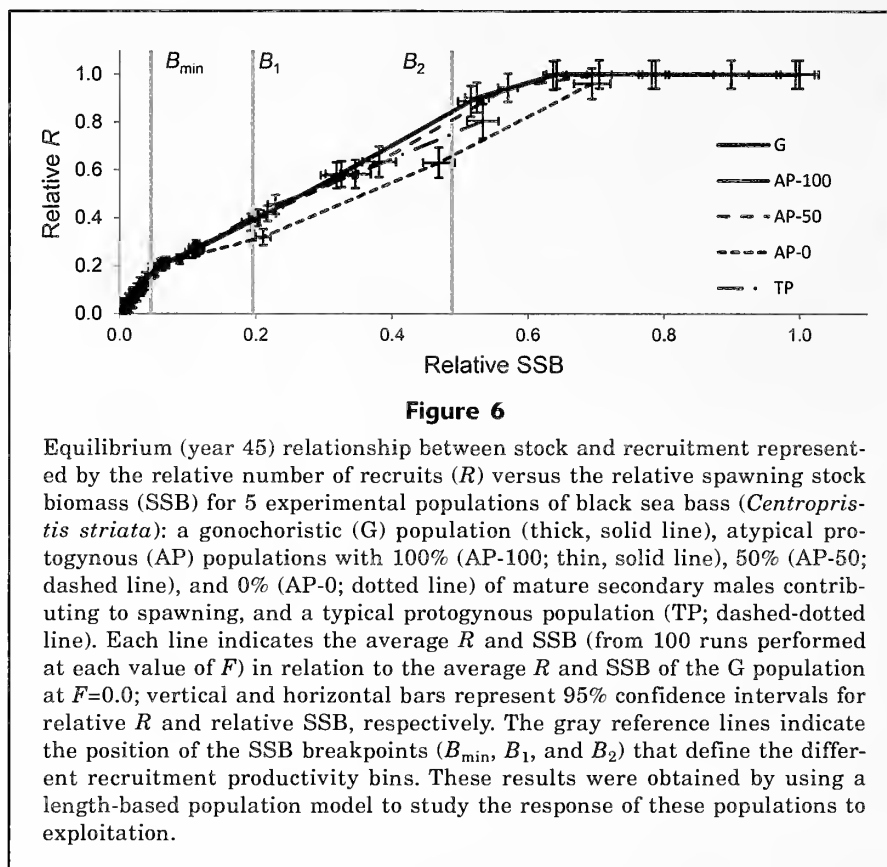 B_min B_1 B_2
1.0
0.8
0.6
0.4
0.2
0.0
Relative R
G
AP-100
AP-50
AP-0
TP
0.0 0.2 0.4 0.6 0.8 1.0
Relative SSB
Figure 6
Equilibrium (year 45) relationship between stock and recruitment represent-
ed by the relative number of recruits (R) versus the relative spawning stock
biomass (SSB) for 5 experimental populations of black sea bass (Centropris-
tis striata): a gonochoristic (G) population (thick, solid line), atypical pro-
togynous (AP) populations with 100% (AP-100; thin, solid line), 50% (AP-50;
dashed line), and 0% (AP-0; dotted line) of mature secondary males contrib-
uting to spawning, and a typical protogynous population (TP; dashed-dotted
line). Each line indicates the average R and SSB (from 100 runs performed
at each value of F) in relation to the average R and SSB of the G population
at F=0.0; vertical and horizontal bars represent 95% confidence intervals for
relative R and relative SSB, respectively. The gray reference lines indicate
the position of the SSB breakpoints (B_min, B_1, and B_2) that define the differ-
ent recruitment productivity bins. These results were obtained by using a
length-based population model to study the response of these populations to
exploitation.